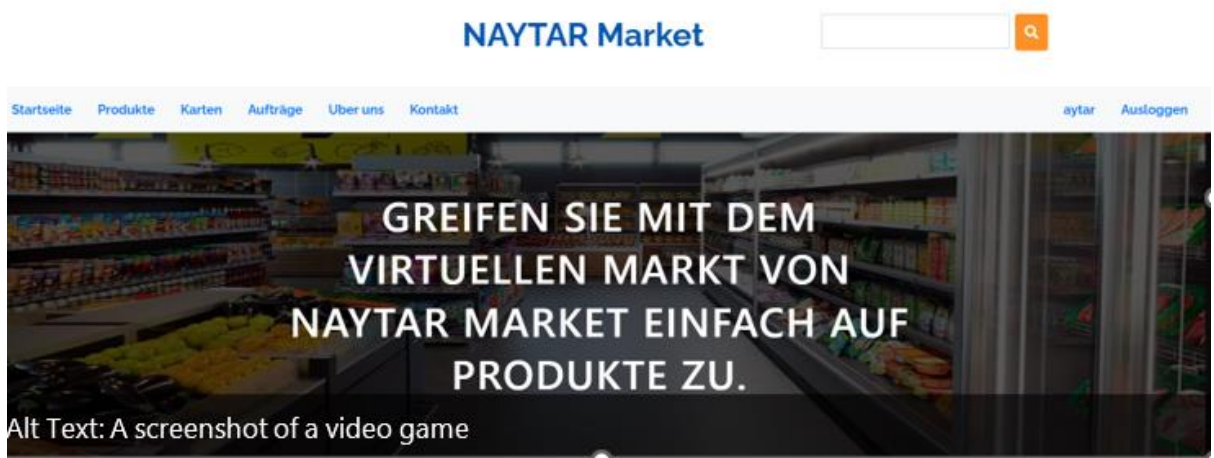 NAYTAR Market
Startseite Produkte Karten Aufträge Uber uns Kontakt aytar Ausloggen
GREIFEN SIE MIT DEM
VIRTUELLEN MARKT VON
NAYTAR MARKET EINFACH AUF
PRODUKTE ZU.
Alt Text: A screenshot of a video game